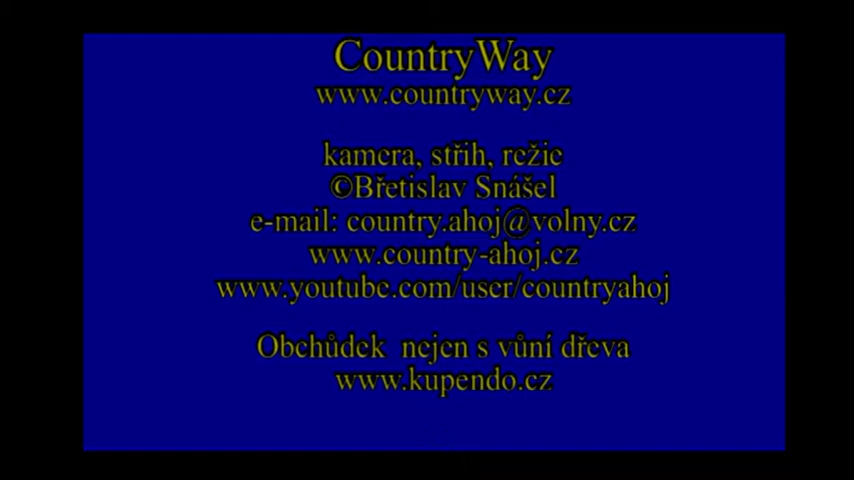 CountryWay
www.countryway.cz
kamera, střih, režie
©Břetislav Snášel
e-mail: country.ahoj@volny.cz
www.country-ahoj.cz
www.youtube.com/user/countryahoj
Obchůdek nejen s vůní dřeva
www.kupendo.cz